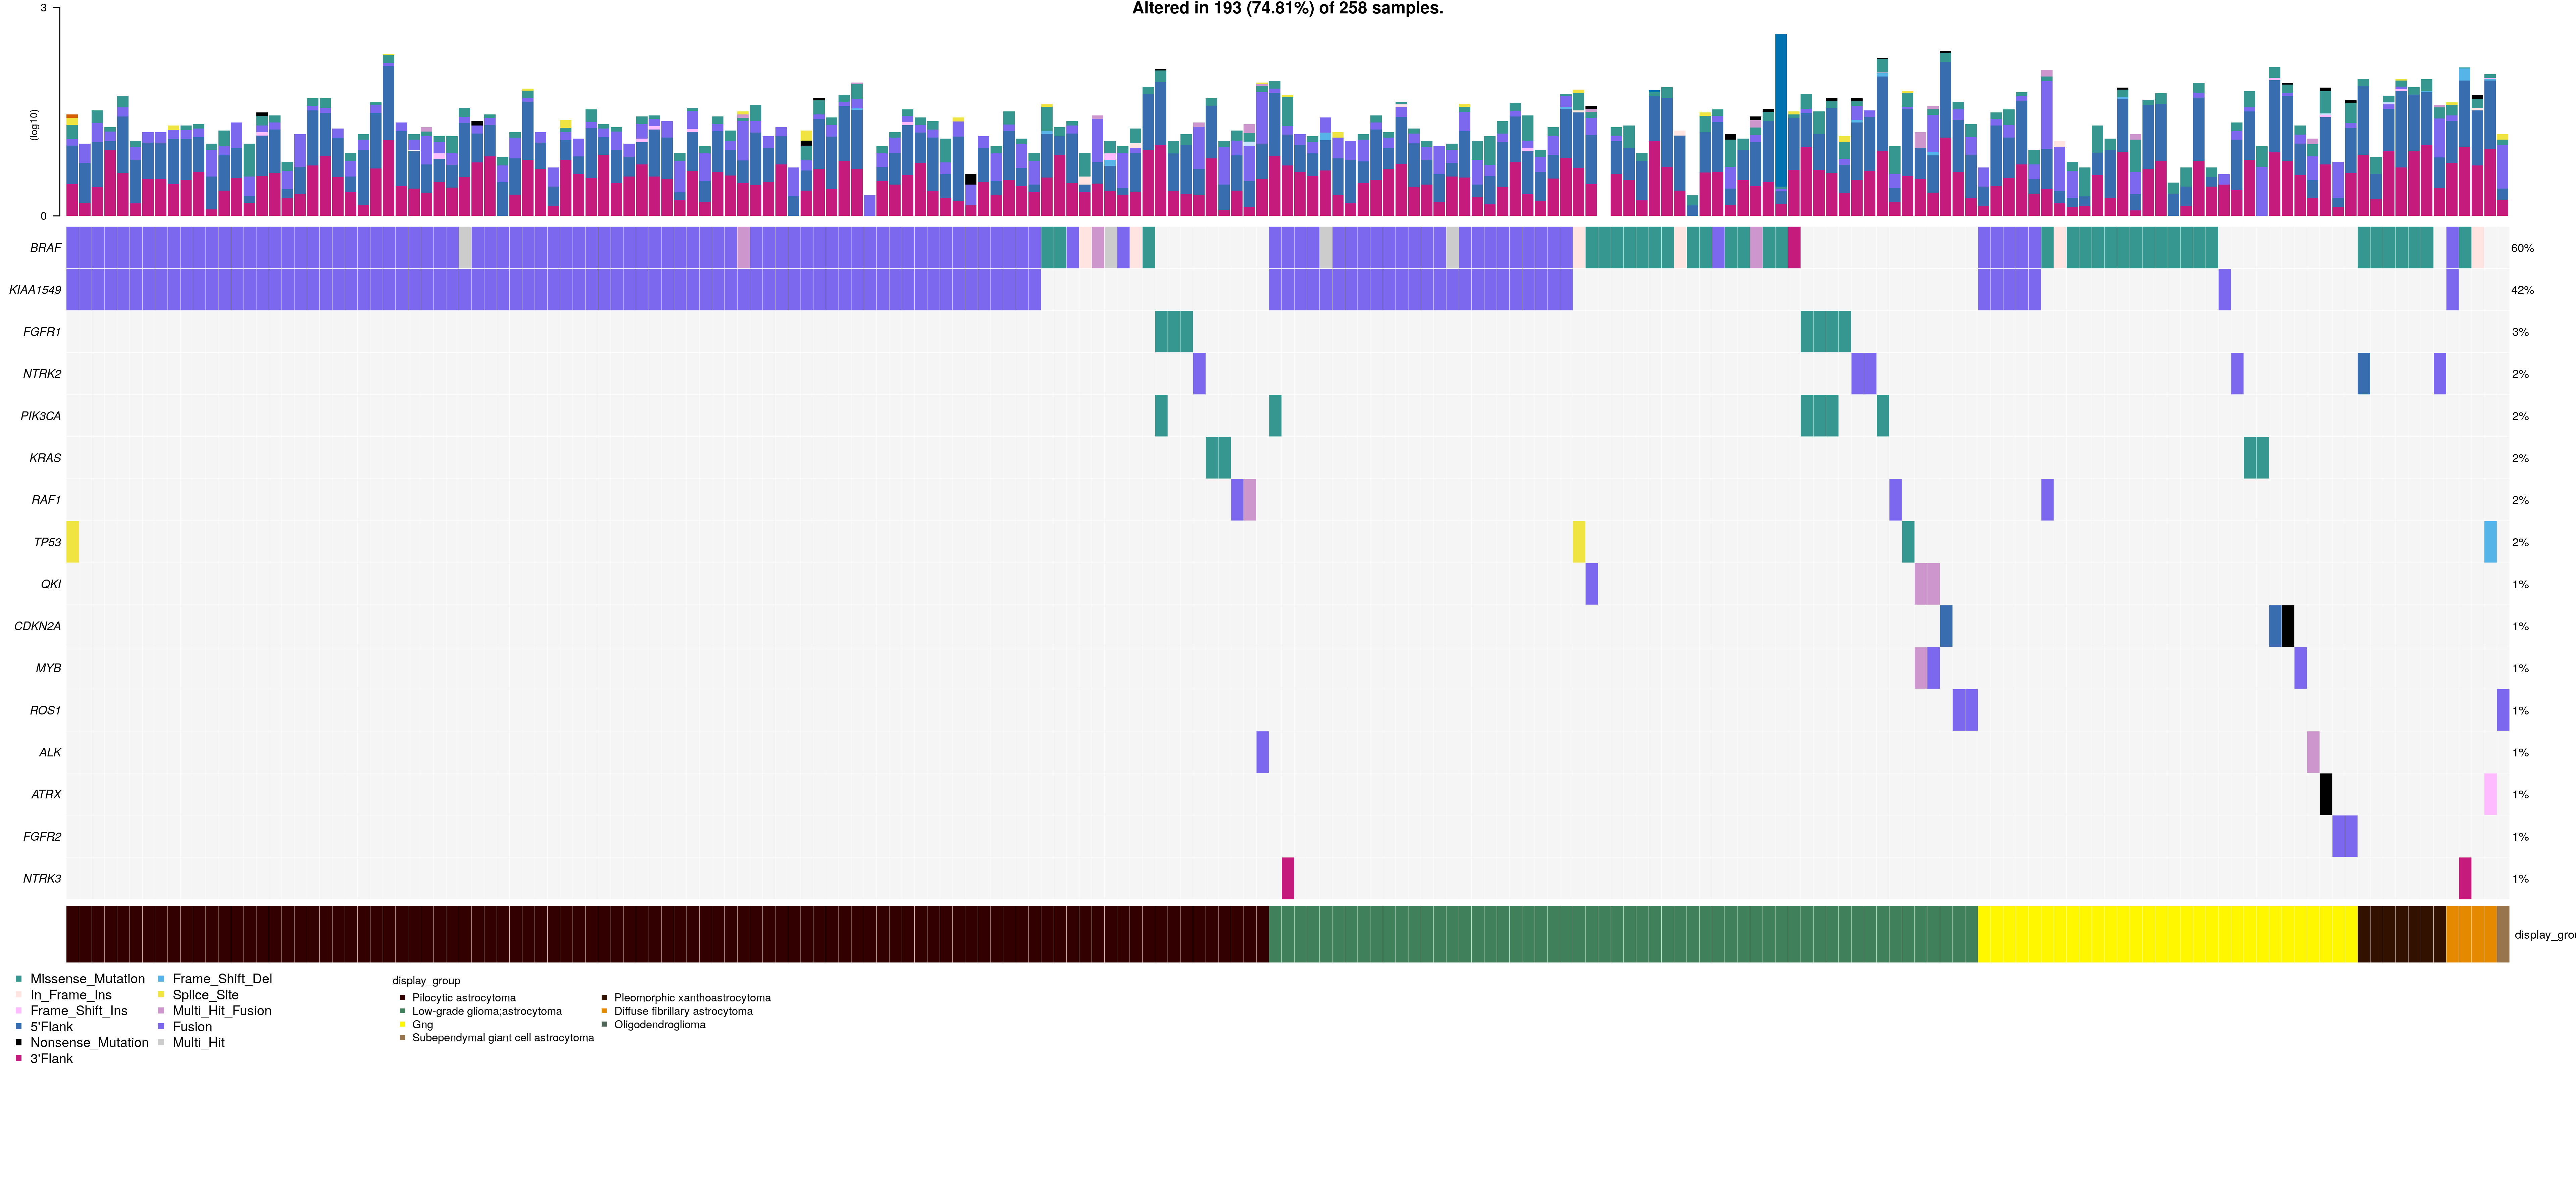 Altered in 193 (74.81%) of 258 samples.
3
(log10)
0
BRAF 60%
KIAA1549 42%
FGFR1 3%
NTRK2 2%
PIK3CA 2%
KRAS 2%
RAF1 2%
TP53 2%
QKI 1%
CDKN2A 1%
MYB 1%
ROS1 1%
ALK 1%
ATRX 1%
FGFR2 1%
NTRK3 1%
display_grou
Missense_Mutation
In_Frame_Ins
Frame_Shift_Ins
5'Flank
Nonsense_Mutation
3'Flank
Frame_Shift_Del
Splice_Site
Multi_Hit_Fusion
Fusion
Multi_Hit
display_group
Pilocytic astrocytoma
Low-grade glioma;astrocytoma
Gng
Subependymal giant cell astrocytoma
Pleomorphic xanthoastrocytoma
Diffuse fibrillary astrocytoma
Oligodendroglioma